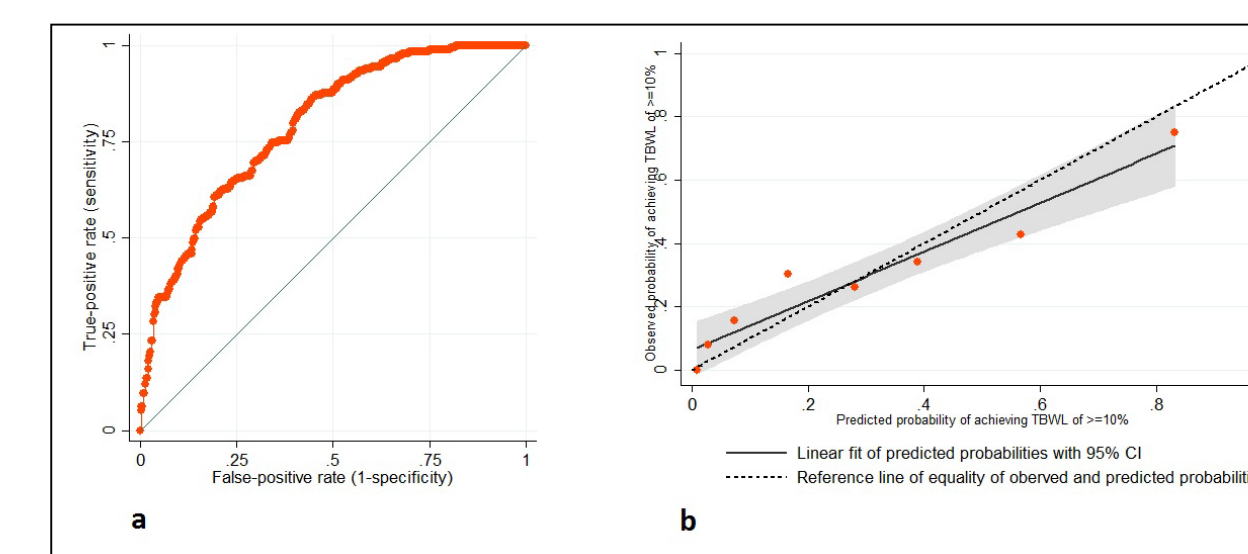 True-positive rate (sensitivity)
1
.75
.5
.25
0
0 .25 .5 .75 1
False-positive rate (1-specificity)
a
Observed probability of achieving TBWL of >=10%
1
.8
.6
.4
.2
0
0 .2 .4 .6 .8
Predicted probability of achieving TBWL of >=10%
Linear fit of predicted probabilities with 95% CI
Reference line of equality of oberved and predicted
b